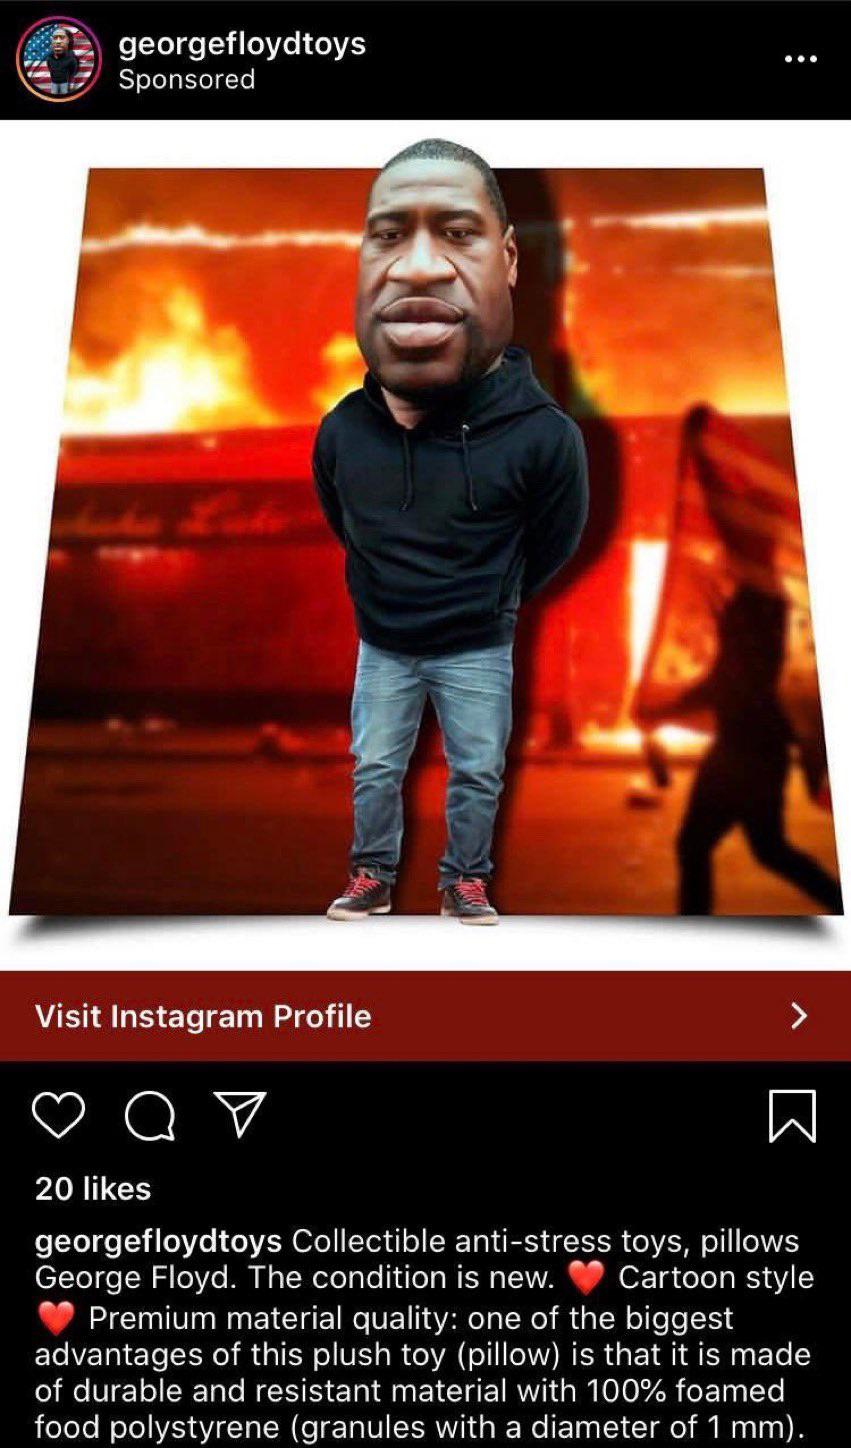 georgefloydtoys
Sponsored
Visit Instagram Profile
20 likes
georgefloydtoys Collectible anti-stress toys, pillows
George Floyd. The condition is new. ❤️ Cartoon style
❤️ Premium material quality: one of the biggest
advantages of this plush toy (pillow) is that it is made
of durable and resistant material with 100% foamed
food polystyrene (granules with a diameter of 1 mm).